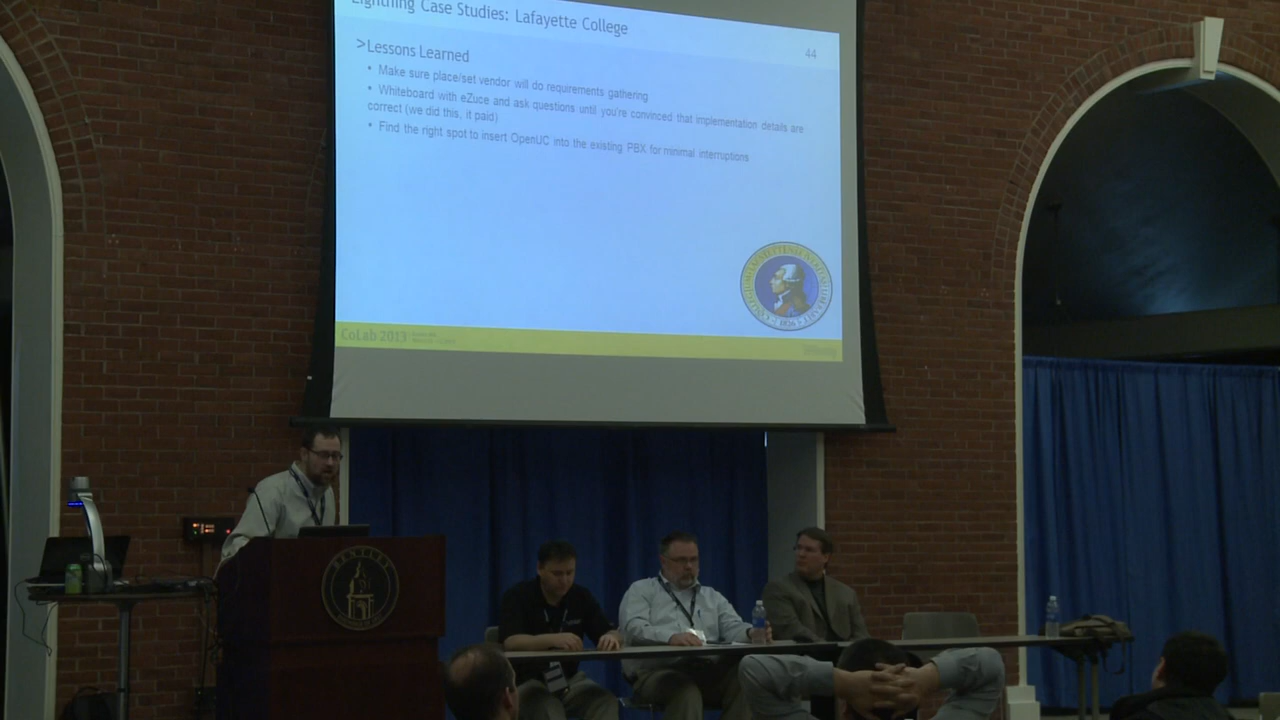 Lightning Case Studies: Lafayette College
44
>Lessons Learned
• Make sure place/set vendor will do requirements gathering
• Whiteboard with eZuce and ask questions until you're convinced that implementation details are
correct (we did this, it paid)
• Find the right spot to insert OpenUC into the existing PBX for minimal interruptions
1826
CoLab 2013
BENTLEY